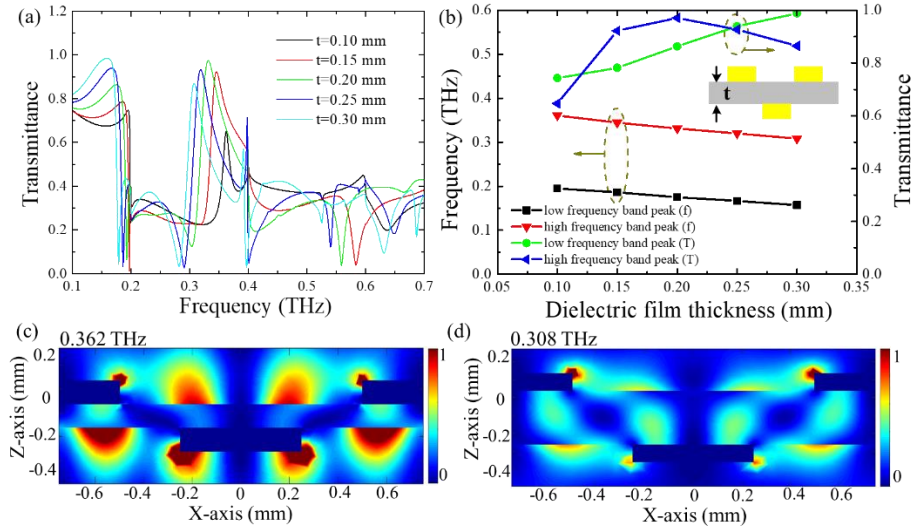 (a)
Transmittance
1.2
1.0
0.8
0.6
0.4
0.2
0.0
t=0.10 mm
t=0.15 mm
t=0.20 mm
t=0.25 mm
t=0.30 mm
0.1 0.2 0.3 0.4 0.5 0.6 0.7
Frequency (THz)
(b)
Frequency (THz)
0.6
0.5
0.4
0.3
0.2
0.1
0.0
t
low frequency band peak (f)
high frequency band peak (f)
low frequency band peak (T)
high frequency band peak (T)
1.0
0.8
0.6
0.4
0.2
0.0
Transmittance
0.05 0.10 0.15 0.20 0.25 0.30 0.35
Dielectric film thickness (mm)
(c) 0.362 THz
Z-axis (mm)
0.2
0
-0.2
-0.4
1
0
-0.6 -0.4 -0.2 0 0.2 0.4 0.6
X-axis (mm)
(d) 0.308 THz
Z-axis (mm)
0.2
0
-0.2
-0.4
1
0
-0.6 -0.4 -0.2 0 0.2 0.4 0.6
X-axis (mm)